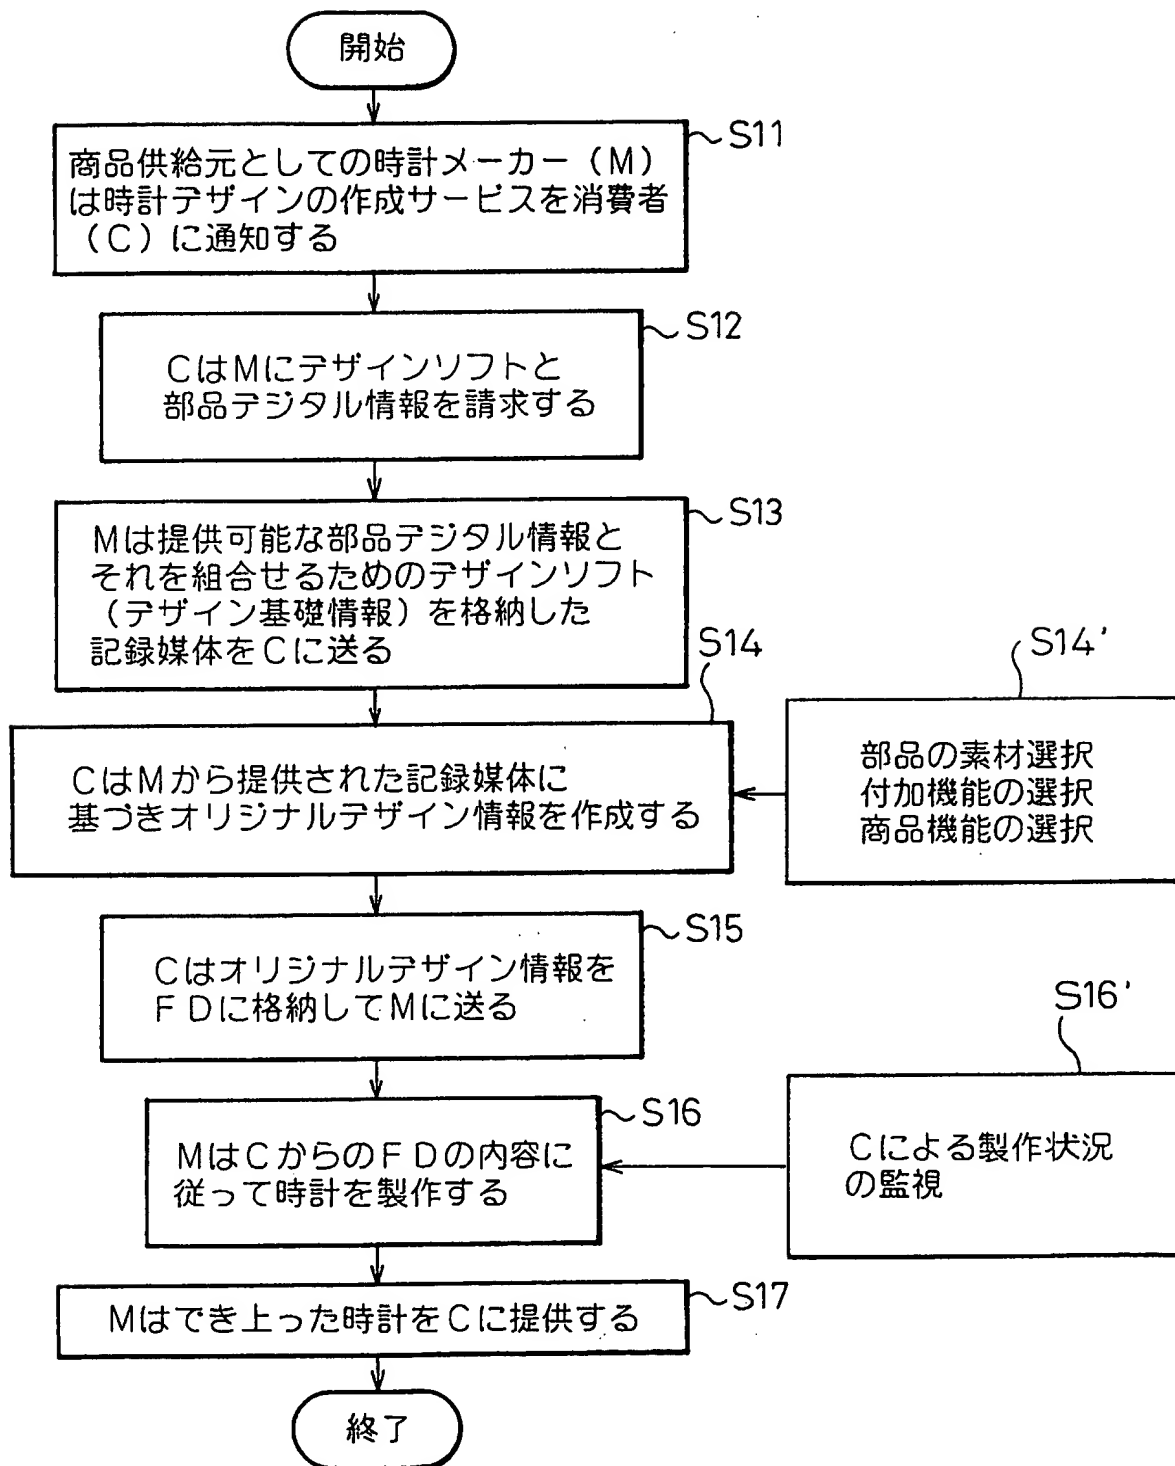 開始
S11
商品供給元としての時計メーカー(M)
は時計デザインの作成サービスを消費者
(C)に通知する
S12
CはMにデザインソフトと
部品デジタル情報を請求する
S13
Mは提供可能な部品デジタル情報と
それを組合せるためのデザインソフト
(デザイン基礎情報)を格納した
記録媒体をCに送る
S14
CはMから提供された記録媒体に
基づきオリジナルデザイン情報を作成する
S14'
部品の素材選択
付加機能の選択
商品機能の選択
S15
Cはオリジナルデザイン情報を
FDに格納してMに送る
S16
MはCからのFDの内容に
従って時計を製作する
S16'
Cによる製作状況
の監視
S17
Mはでき上った時計をCに提供する
終了